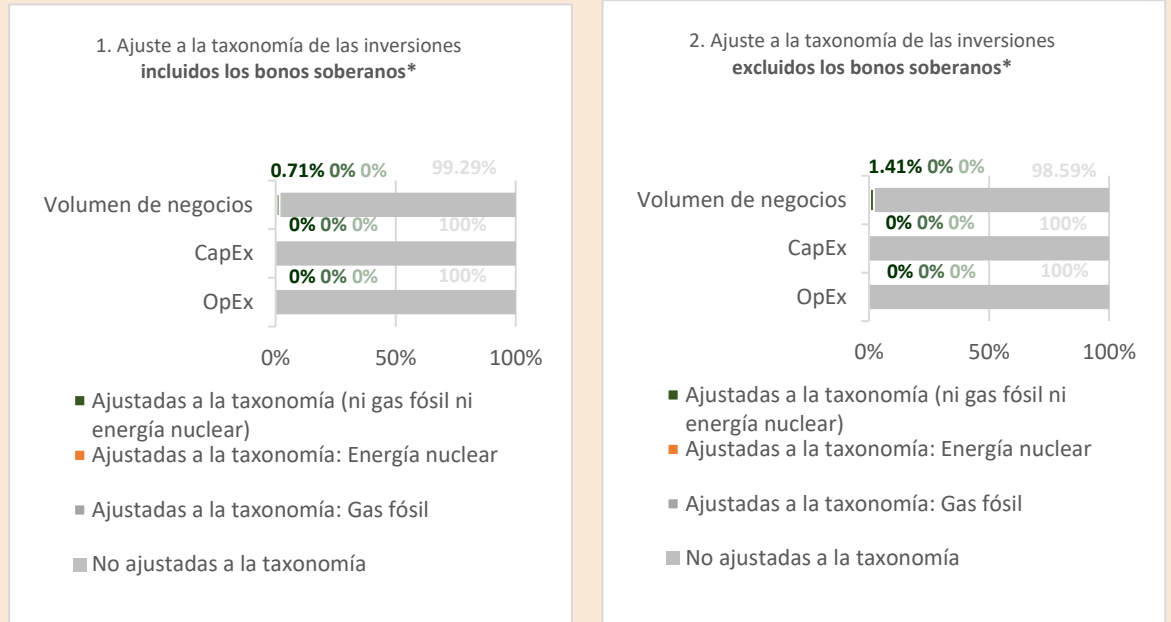 1. Ajuste a la taxonomía de las inversiones
incluidos los bonos soberanos*
0.71% 0% 0% 99.29%
Volumen de negocios
0% 0% 0% 100%
CapEx
0% 0% 0% 100%
OpEx
0% 50% 100%
Ajustadas a la taxonomía (ni gas fósil ni
energía nuclear)
Ajustadas a la taxonomía: Energía nuclear
Ajustadas a la taxonomía: Gas fósil
No ajustadas a la taxonomía
2. Ajuste a la taxonomía de las inversiones
excluidos los bonos soberanos*
1.41% 0% 0% 98.59%
Volumen de negocios
0% 0% 0% 100%
CapEx
0% 0% 0% 100%
OpEx
0% 50% 100%
Ajustadas a la taxonomía (ni gas fósil ni
energía nuclear)
Ajustadas a la taxonomía: Energía nuclear
Ajustadas a la taxonomía: Gas fósil
No ajustadas a la taxonomía